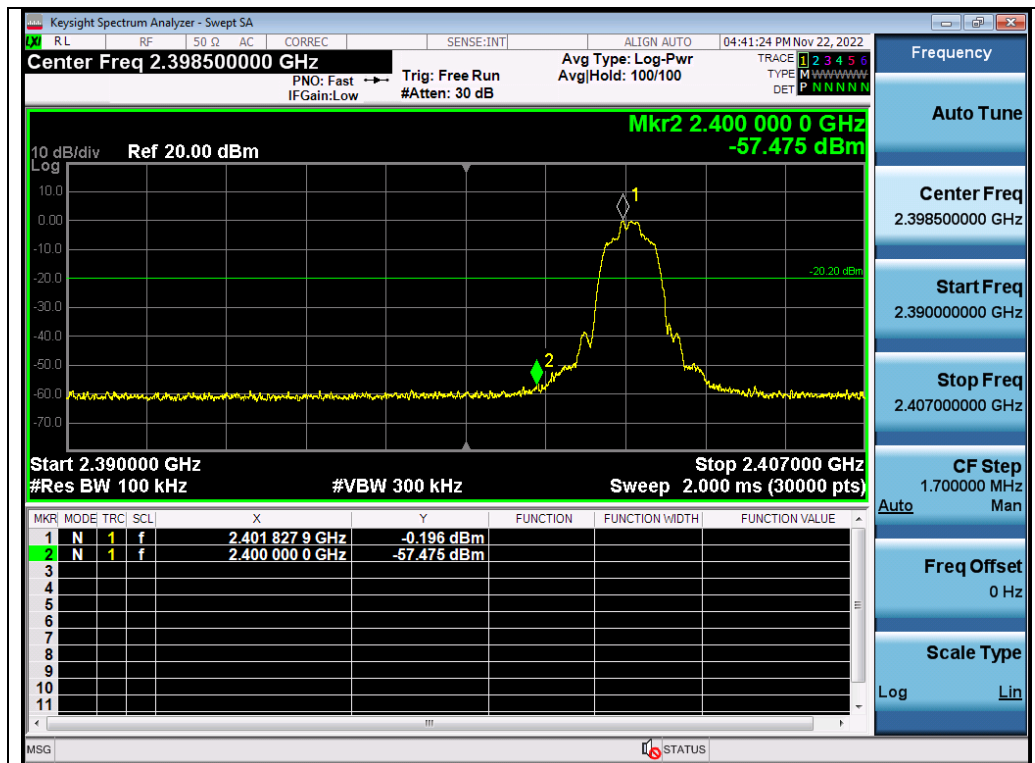 Keysight Spectrum Analyzer - Swept SA
LXI RL RF 50 Ω AC CORREC SENSE:INT ALIGN AUTO 04:41:24 PM Nov 22, 2022
Center Freq 2.398500000 GHz
PNO: Fast
IFGain:Low
Trig: Free Run
#Atten: 30 dB
Avg Type: Log-Pwr
Avg|Hold: 100/100
TRACE 1 2 3 4 5 6
TYPE M WWWWW
DET P N N N N N
Mkr2 2.400 000 0 GHz
-57.475 dBm
10 dB/div Ref 20.00 dBm
Log
10.0
0.00
-10.0
-20.0
-30.0
-40.0
-50.0
-60.0
-70.0
1
-20.20 dBm
2
Start 2.390000 GHz Stop 2.407000 GHz
#Res BW 100 kHz #VBW 300 kHz Sweep 2.000 ms (30000 pts)
MKR MODE TRC SCL X Y FUNCTION FUNCTION WIDTH FUNCTION VALUE
1 N 1 f 2.401 827 9 GHz -0.196 dBm
2 N 1 f 2.400 000 0 GHz -57.475 dBm
3
4
5
6
7
8
9
10
11
MSG STATUS
Frequency
Auto Tune
Center Freq
2.398500000 GHz
Start Freq
2.390000000 GHz
Stop Freq
2.407000000 GHz
CF Step
1.700000 MHz
Auto Man
Freq Offset
0 Hz
Scale Type
Log Lin